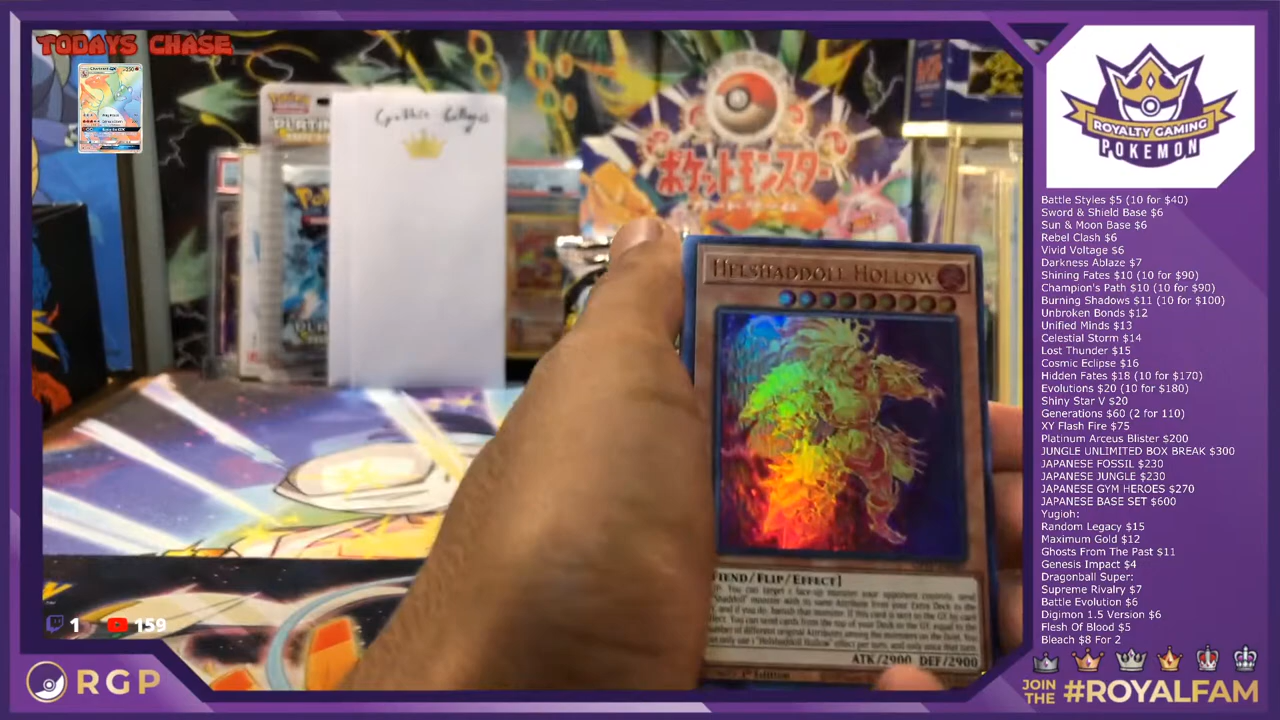 TODAYS CHASE
ポケットモンスター
HELSHADDOLL HOLLOW
FIEND/FLIP/EFFECT]
ATK/2900 DEF/2900
1st Edition
1
159
RGP
ROYALTY GAMING
POKEMON
Battle Styles $5 (10 for $40)
Sword & Shield Base $6
Sun & Moon Base $6
Rebel Clash $6
Vivid Voltage $6
Darkness Ablaze $7
Shining Fates $10 (10 for $90)
Champion's Path $10 (10 for $90)
Burning Shadows $11 (10 for $100)
Unbroken Bonds $12
Unified Minds $13
Celestial Storm $14
Lost Thunder $15
Cosmic Eclipse $16
Hidden Fates $18 (10 for $170)
Evolutions $20 (10 for $180)
Shiny Star V $20
Generations $60 (2 for 110)
XY Flash Fire $75
Platinum Arceus Blister $200
JUNGLE UNLIMITED BOX BREAK $300
JAPANESE FOSSIL $230
JAPANESE JUNGLE $230
JAPANESE GYM HEROES $270
JAPANESE BASE SET $600
Yugioh:
Random Legacy $15
Maximum Gold $12
Ghosts From The Past $11
Genesis Impact $4
Dragonball Super:
Supreme Rivalry $7
Battle Evolution $6
Digimon 1.5 Version $6
Flesh Of Blood $5
Bleach $8 For 2
JOIN THE #ROYALFAM